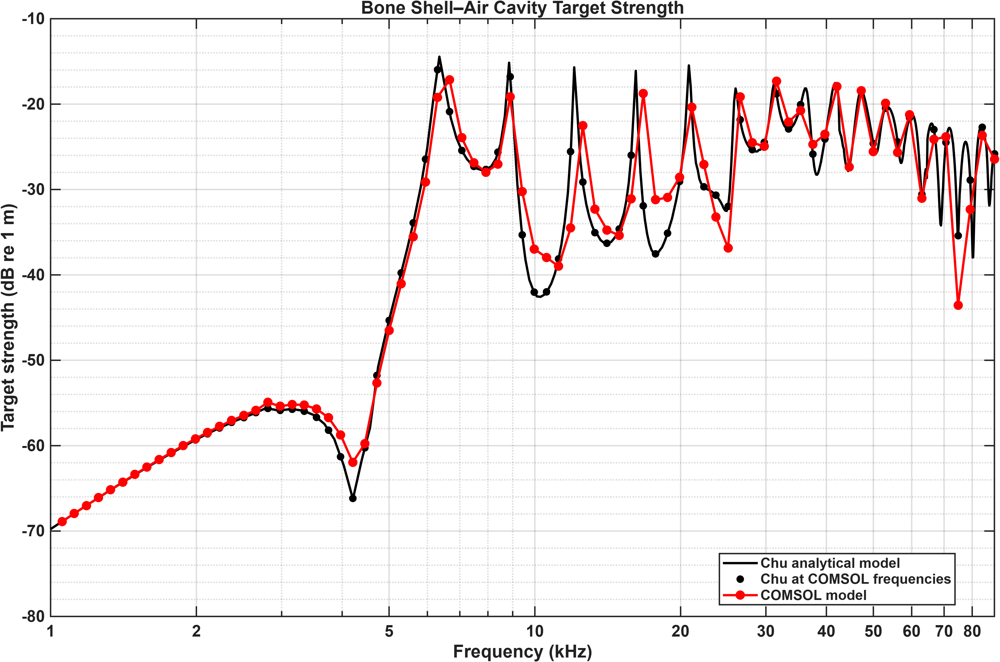 Bone Shell–Air Cavity Target Strength
Target strength (dB re 1 m)
-10
-20
-30
-40
-50
-60
-70
-80
1 2 5 10 20 30 40 50 60 70 80
Frequency (kHz)
Chu analytical model
Chu at COMSOL frequencies
COMSOL model